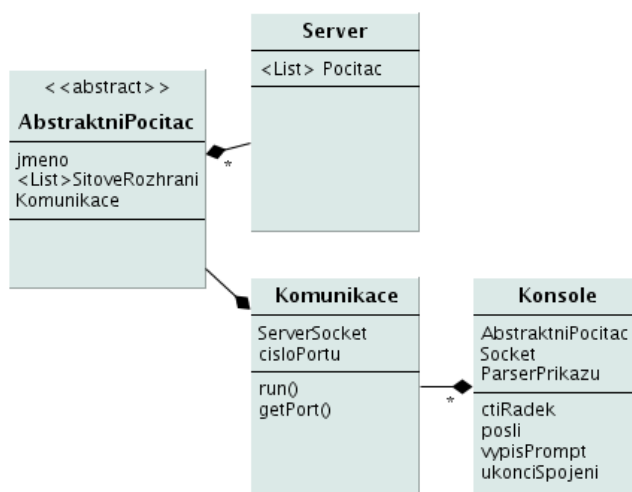 Server
<List> Pocitac
<<abstract>>
AbstraktniPocitac
jmeno
<List>SitoveRozhrani
Komunikace
*
Komunikace
ServerSocket
cisloPortu
run()
getPort()
*
Konsole
AbstraktniPocitac
Socket
ParserPrikazu
ctiRadek
posli
vypisPrompt
ukonciSpojeni